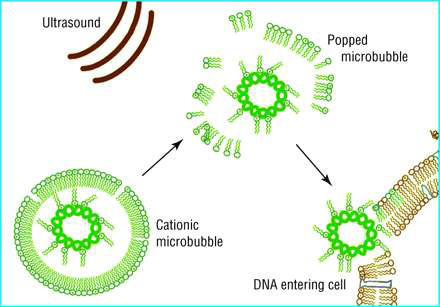 Ultrasound
Popped
microbubble
Cationic
microbubble
DNA entering cell